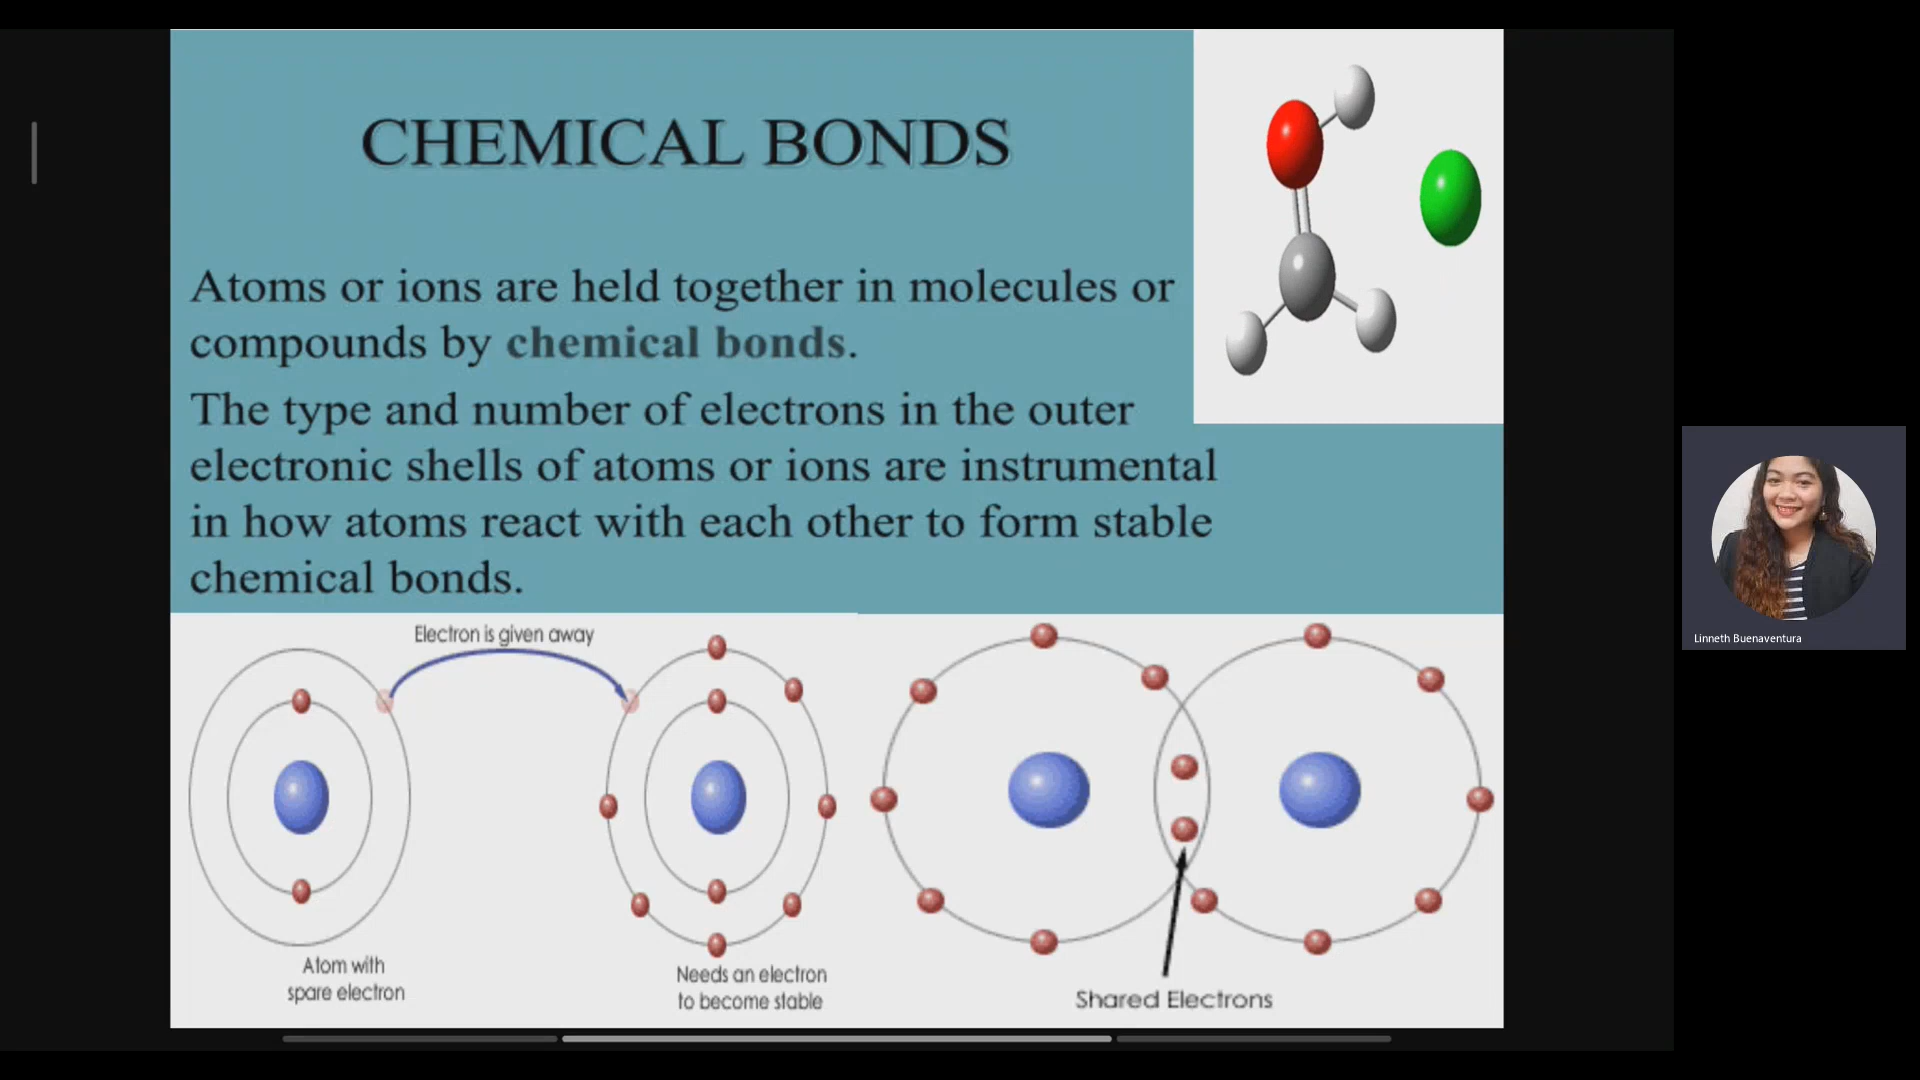 CHEMICAL BONDS
Atoms or ions are held together in molecules or
compounds by chemical bonds.
The type and number of electrons in the outer
electronic shells of atoms or ions are instrumental
in how atoms react with each other to form stable
chemical bonds.
Electron is given away
Atom with
spare electron
Needs an electron
to become stable
Shared Electrons
Linneth Buenaventura